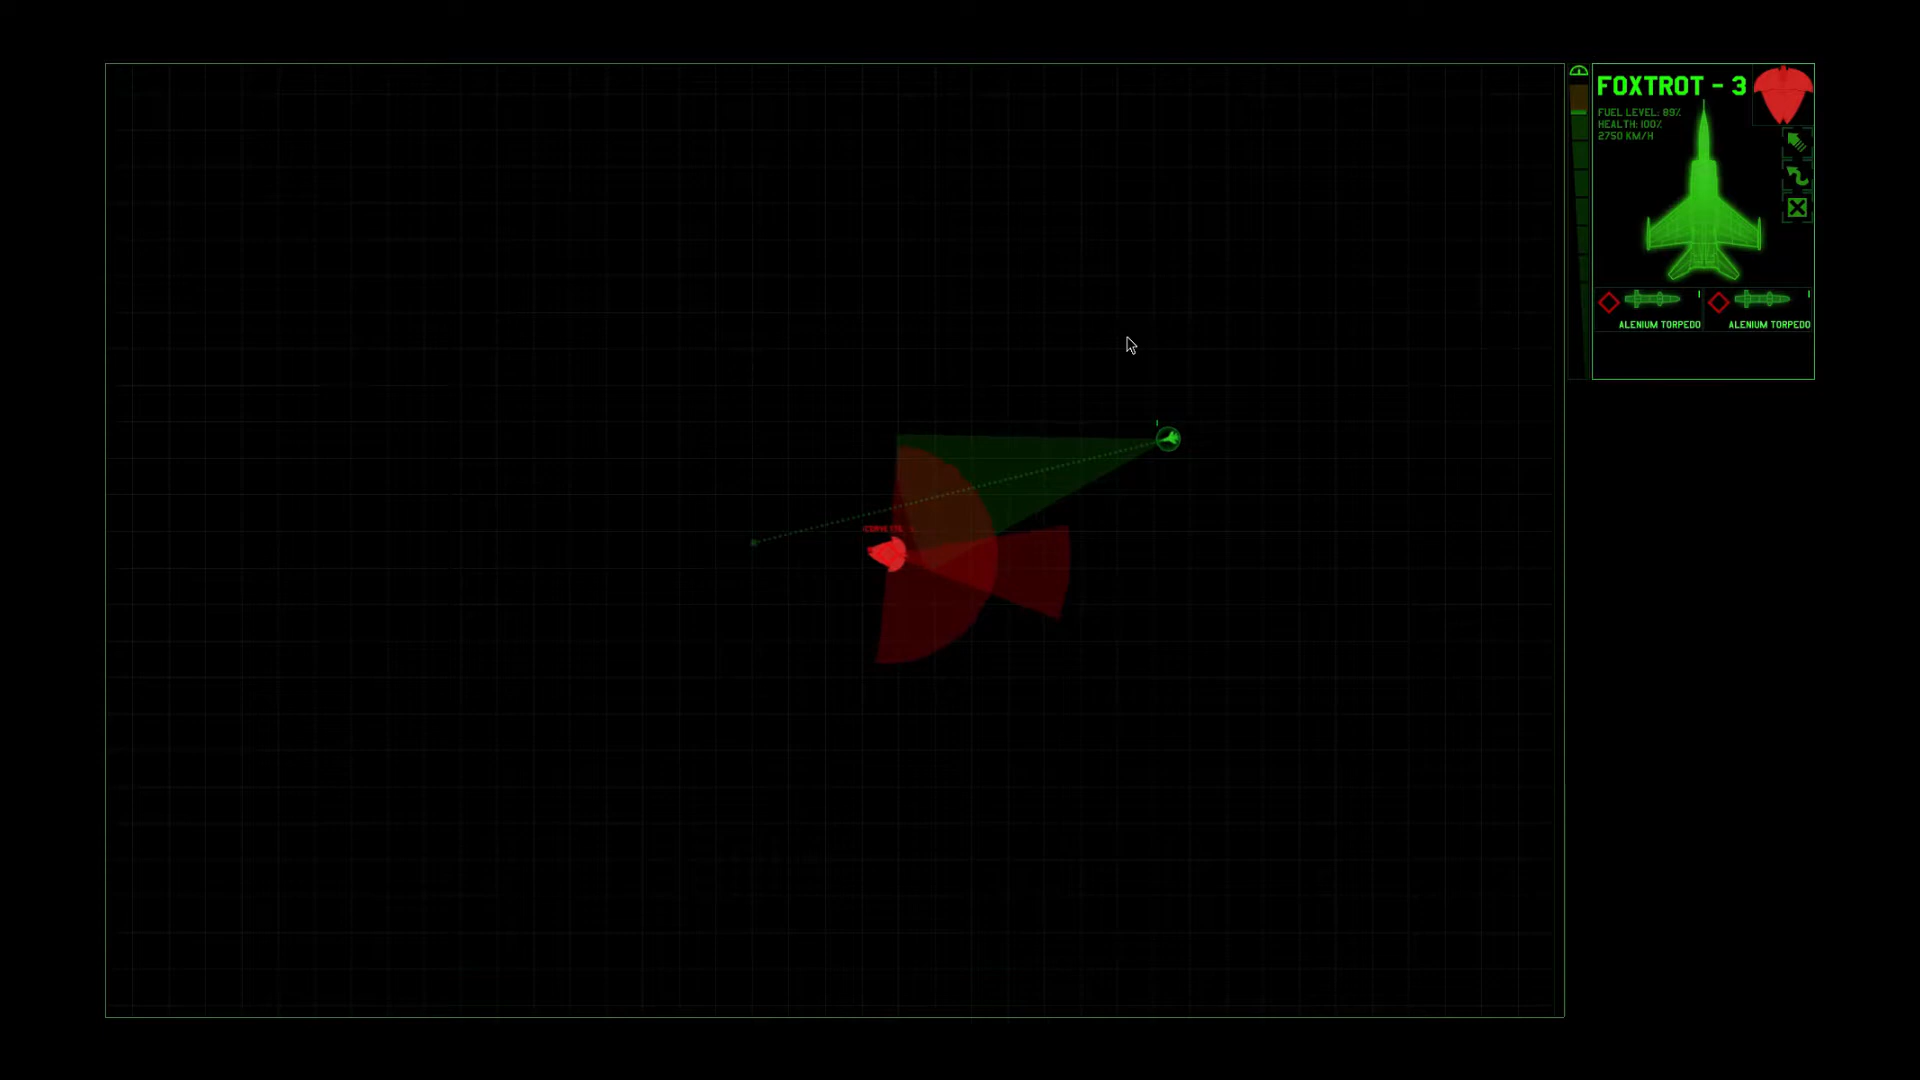 FOXTROT - 3
FUEL LEVEL: 89%
HEALTH: 100%
2750 KM/H
ALENIUM TORPEDO
ALENIUM TORPEDO